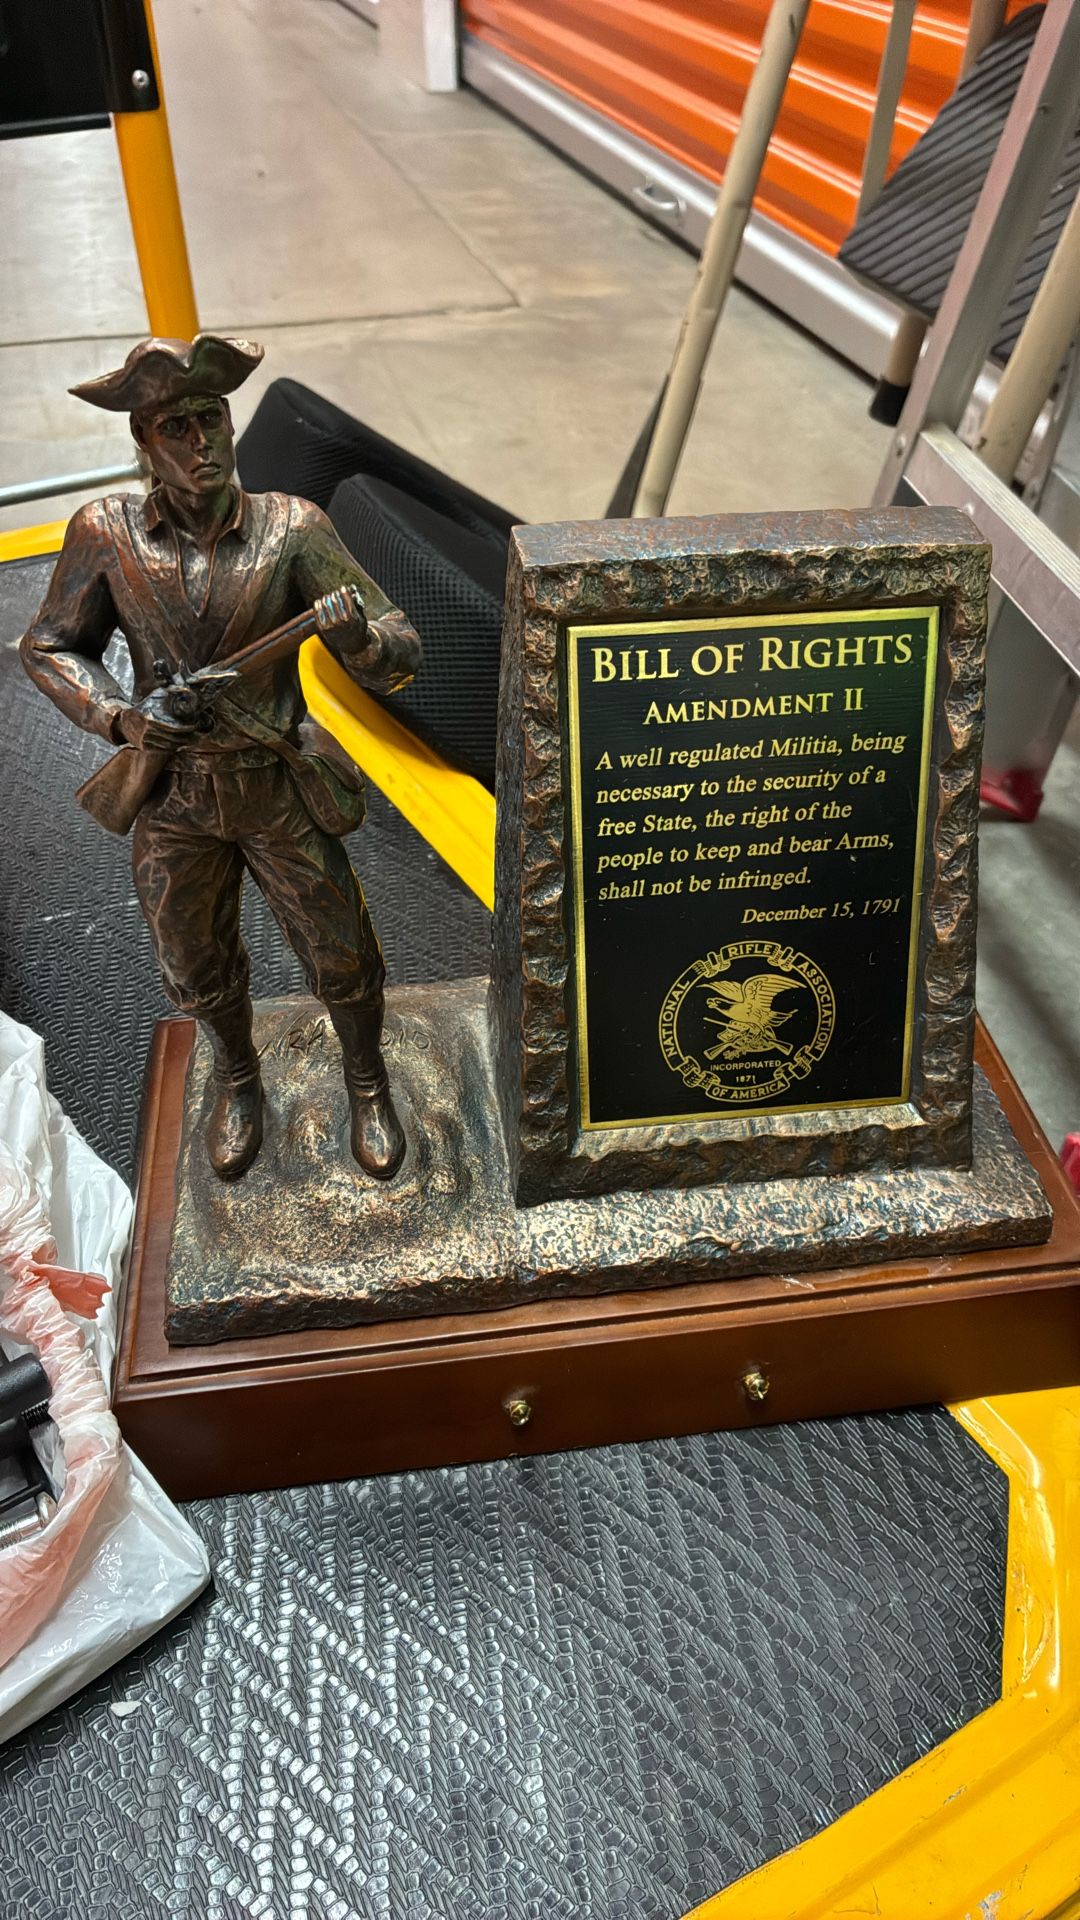 BILL OF RIGHTS
AMENDMENT II
A well regulated Militia, being
necessary to the security of a
free State, the right of the
people to keep and bear Arms,
shall not be infringed.
December 15, 1791
NATIONAL RIFLE ASSOCIATION
INCORPORATED
1871
OF AMERICA